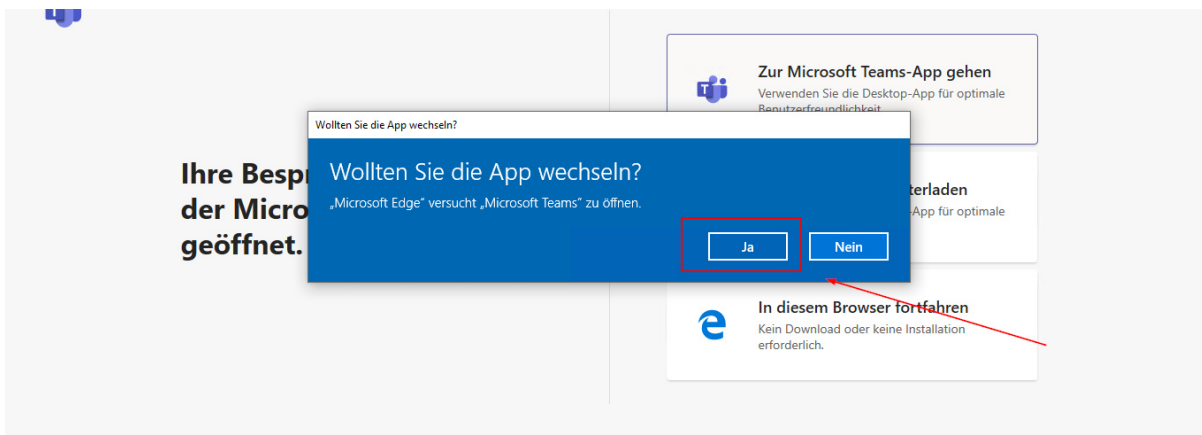 Zur Microsoft Teams-App gehen
Verwenden Sie die Desktop-App für optimale
Benutzerfreundlichkeit
Wollten Sie die App wechseln?
Wollten Sie die App wechseln?
„Microsoft Edge“ versucht „Microsoft Teams“ zu öffnen.
Ja
Nein
Ihre Besp
der Micro
geöffnet.
terladen
-App für optimale
In diesem Browser fortfahren
Kein Download oder keine Installation
erforderlich.